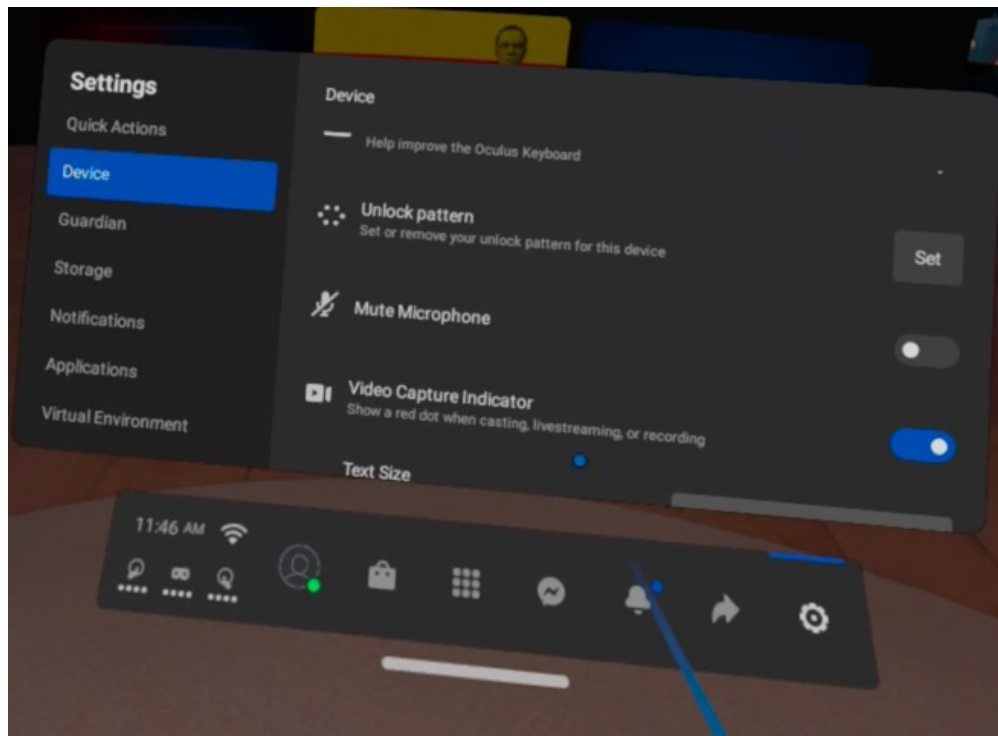 Settings
Quick Actions
Device
Guardian
Storage
Notifications
Applications
Virtual Environment
Device
Help improve the Oculus Keyboard
Unlock pattern
Set or remove your unlock pattern for this device
Set
Mute Microphone
Video Capture Indicator
Show a red dot when casting, livestreaming, or recording
Text Size
11:46 AM